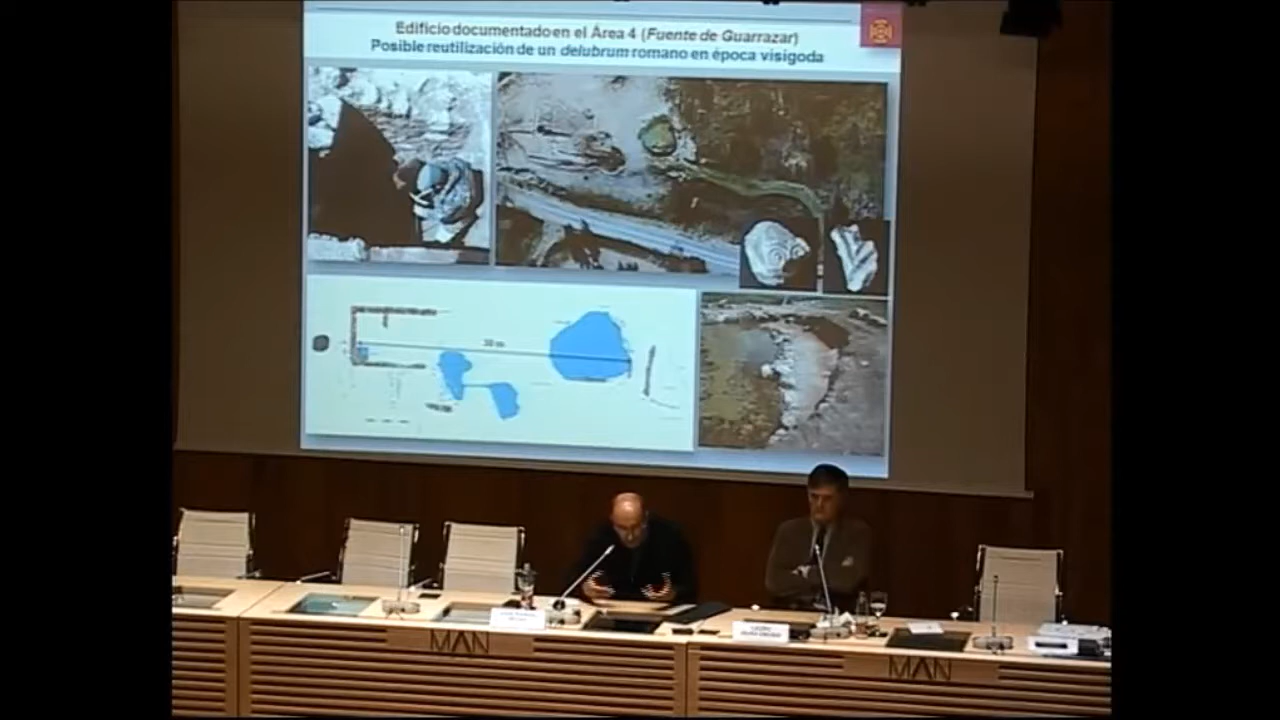 Edificio documentado en el Área 4 (Fuente de Guarrazar)
Posible reutilización de un delubrum romano en época visigoda
30 m
MAN
MAN